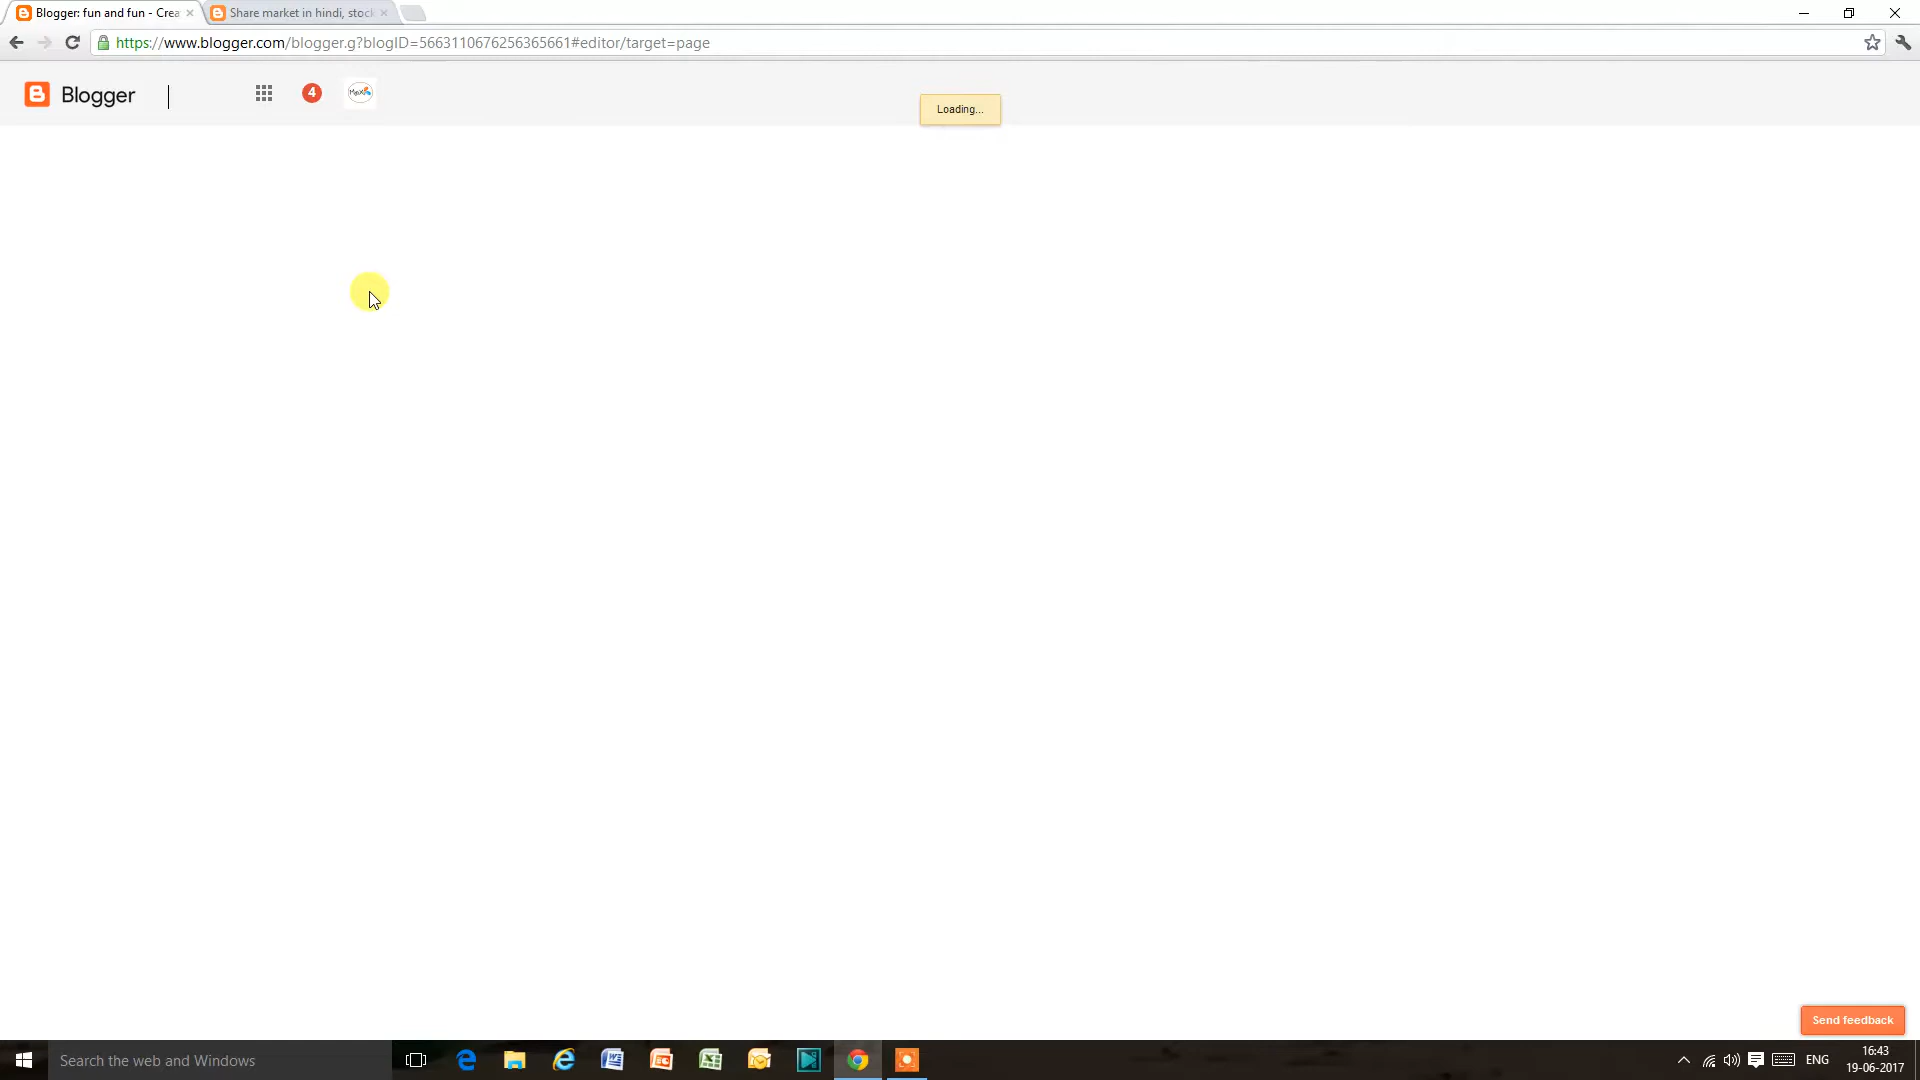 Blogger: fun and fun - Crea
Share market in hindi, stock
https://www.blogger.com/blogger.g?blogID=5663110676256365661#editor/target=page
Blogger
4
Loading...
Send feedback
Search the web and Windows
ENG
16:43
19-06-2017